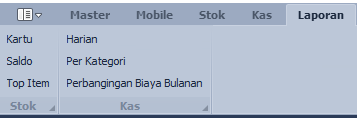 Master Mobile Stok Kas Laporan
Kartu Harian
Saldo Per Kategori
Top Item Perbangingan Biaya Bulanan
Stok Kas